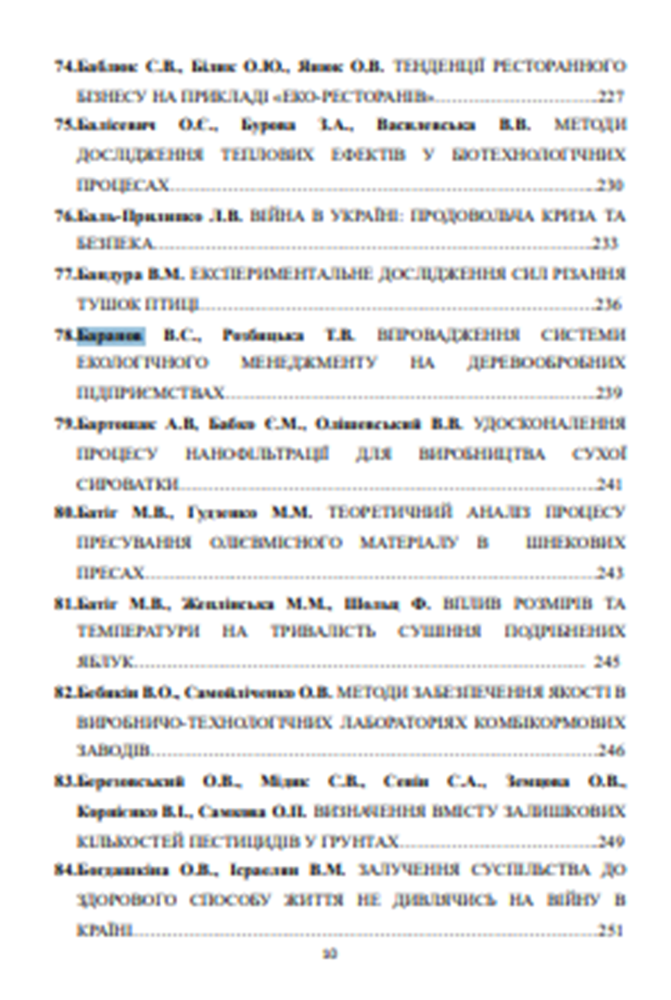 74.Баблюк Є.В., Білик О.Ю., Янюк О.В. ТЕНДЕНЦІЇ РЕСТОРАННОГО
БІЗНЕСУ НА ПРИКЛАДІ «ЕКО-РЕСТОРАНІВ»..............................227
75.Балісевич О.Є., Бурова З.А., Василевська В.В. МЕТОДИ
ДОСЛІДЖЕННЯ ТЕПЛОВИХ ЕФЕКТІВ У БІОТЕХНОЛОГІЧНИХ
ПРОЦЕСАХ..............................230
76.Баль-Прилипко Л.В. ВІЙНА В УКРАЇНІ: ПРОДОВОЛЬЧА КРИЗА ТА
БЕЗПЕКА..............................233
77.Бандура В.М. ЕКСПЕРИМЕНТАЛЬНЕ ДОСЛІДЖЕННЯ СИЛ РІЗАННЯ
ТУШОК ПТИЦІ..............................236
78.Баранов В.С., Розбицька Т.В. ВПРОВАДЖЕННЯ СИСТЕМИ
ЕКОЛОГІЧНОГО МЕНЕДЖМЕНТУ НА ДЕРЕВООБРОБНИХ
ПІДПРИЄМСТВАХ..............................239
79.Бартошак А.В, Бабко Є.М., Олішевський В.В. УДОСКОНАЛЕННЯ
ПРОЦЕСУ НАНОФІЛЬТРАЦІЇ ДЛЯ ВИРОБНИЦТВА СУХОЇ
СИРОВАТКИ..............................241
80.Батіг М.В., Гудзенко М.М. ТЕОРЕТИЧНИЙ АНАЛІЗ ПРОЦЕСУ
ПРЕСУВАННЯ ОЛІЄВМІСНОГО МАТЕРІАЛУ В ШНЕКОВИХ
ПРЕСАХ..............................243
81.Батіг М.В., Жеплінська М.М., Шольц Ф. ВПЛИВ РОЗМІРІВ ТА
ТЕМПЕРАТУРИ НА ТРИВАЛІСТЬ СУШІННЯ ПОДРІБНЕНИХ
ЯБЛУК.............................. 245
82.Бебякін В.О., Самойліченко О.В. МЕТОДИ ЗАБЕЗПЕЧЕННЯ ЯКОСТІ В
ВИРОБНИЧО-ТЕХНОЛОГІЧНИХ ЛАБОРАТОРІЯХ КОМБІКОРМОВИХ
ЗАВОДІВ..............................246
83.Березовський О.В., Мідик С.В., Сенін С.А., Земцова О.В.,
Корнієнко В.І., Самкова О.П. ВИЗНАЧЕННЯ ВМІСТУ ЗАЛИШКОВИХ
КІЛЬКОСТЕЙ ПЕСТИЦИДІВ У ГРУНТАХ..............................249
84.Богдашкіна О.В., Ісраєлян В.М. ЗАЛУЧЕННЯ СУСПІЛЬСТВА ДО
ЗДОРОВОГО СПОСОБУ ЖИТТЯ НЕ ДИВЛЯЧИСЬ НА ВІЙНУ В
КРАЇНІ..............................251